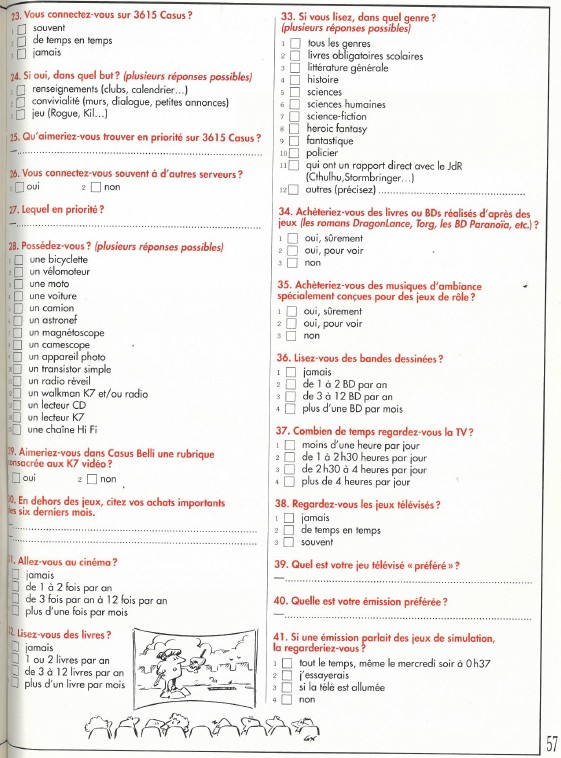 23. Vous connectez-vous sur 3615 Casus ?
1 souvent
2 de temps en temps
3 jamais
24. Si oui, dans quel but ? (plusieurs réponses possibles)
1 renseignements (clubs, calendrier...)
2 convivialité (murs, dialogue, petites annonces)
3 jeu (Rogue, Kil...)
25. Qu'aimeriez-vous trouver en priorité sur 3615 Casus ?
26. Vous connectez-vous souvent à d'autres serveurs ?
1 oui 2 non
27. Lequel en priorité ?
28. Possédez-vous ? (plusieurs réponses possibles)
une bicyclette
un vélomoteur
une moto
une voiture
un camion
un astronef
un magnétoscope
un camescope
un appareil photo
un transistor simple
un radio réveil
un walkman K7 et/ou radio
un lecteur CD
un lecteur K7
une chaîne Hi Fi
9. Aimeriez-vous dans Casus Belli une rubrique
consacrée aux K7 vidéo ?
oui 2 non
0. En dehors des jeux, citez vos achats importants
des six derniers mois.
1. Allez-vous au cinéma ?
jamais
de 1 à 2 fois par an
de 3 fois par an à 12 fois par an
plus d'une fois par mois
2. Lisez-vous des livres ?
jamais
1 ou 2 livres par an
de 3 à 12 livres par an
plus d'un livre par mois
33. Si vous lisez, dans quel genre ?
(plusieurs réponses possibles)
1 tous les genres
2 livres obligatoires scolaires
3 littérature générale
4 histoire
5 sciences
6 sciences humaines
7 science-fiction
8 heroic fantasy
9 fantastique
10 policier
11 qui ont un rapport direct avec le JdR
(Cthulhu,Stormbringer...)
12 autres (précisez)
34. Achèteriez-vous des livres ou BDs réalisés d'après des
jeux (les romans DragonLance, Torg, les BD Paranoïa, etc.) ?
1 oui, sûrement
2 oui, pour voir
3 non
35. Achèteriez-vous des musiques d'ambiance
spécialement conçues pour des jeux de rôle ?
1 oui, sûrement
2 oui, pour voir
3 non
36. Lisez-vous des bandes dessinées ?
1 jamais
2 de 1 à 2 BD par an
3 de 3 à 12 BD par an
4 plus d'une BD par mois
37. Combien de temps regardez-vous la TV ?
1 moins d'une heure par jour
2 de 1 à 2h30 heures par jour
3 de 2h30 à 4 heures par jour
4 plus de 4 heures par jour
38. Regardez-vous les jeux télévisés ?
1 jamais
2 de temps en temps
3 souvent
39. Quel est votre jeu télévisé « préféré » ?
40. Quelle est votre émission préférée ?
41. Si une émission parlait des jeux de simulation,
la regarderiez-vous ?
1 tout le temps, même le mercredi soir à 0h37
2 j'essayerais
3 si la télé est allumée
4 non
57